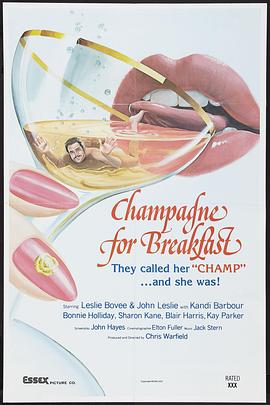 Champagne
for Breakfast
They called her "CHAMP"
...and she was!
Starring Leslie Bovee & John Leslie with Kandi Barbour
Bonnie Holliday, Sharon Kane, Blair Harris, Kay Parker
Screenplay John Hayes Cinematographer Elton Fuller Music Jack Stern
Produced and Directed by Chris Warfield
ESSEX PICTURE CO.
RATED
XXX